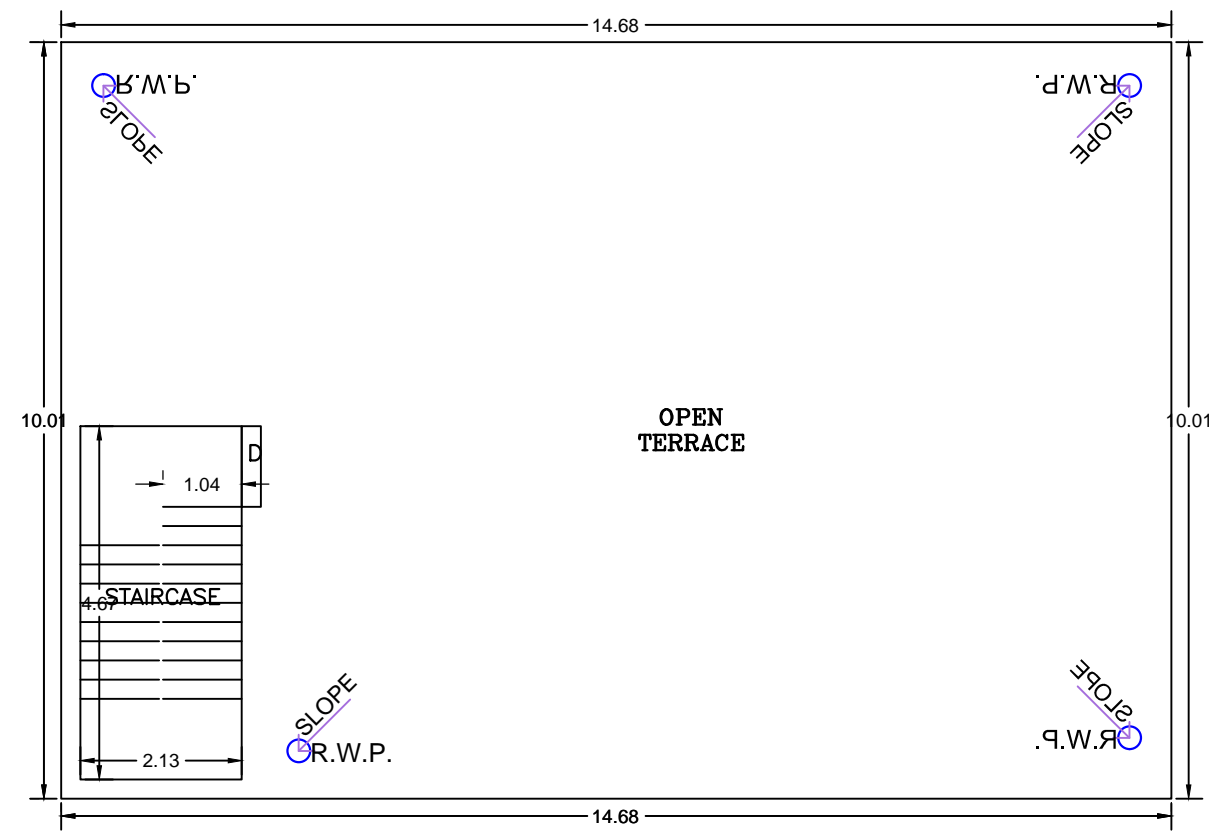 14.68
R.W.P.
R.W.P.
SLOPE
SLOPE
OPEN
TERRACE
10.01
10.01
D
1.04
STAIRCASE
4.67
SLOPE
SLOPE
R.W.P.
R.W.P.
2.13
14.68